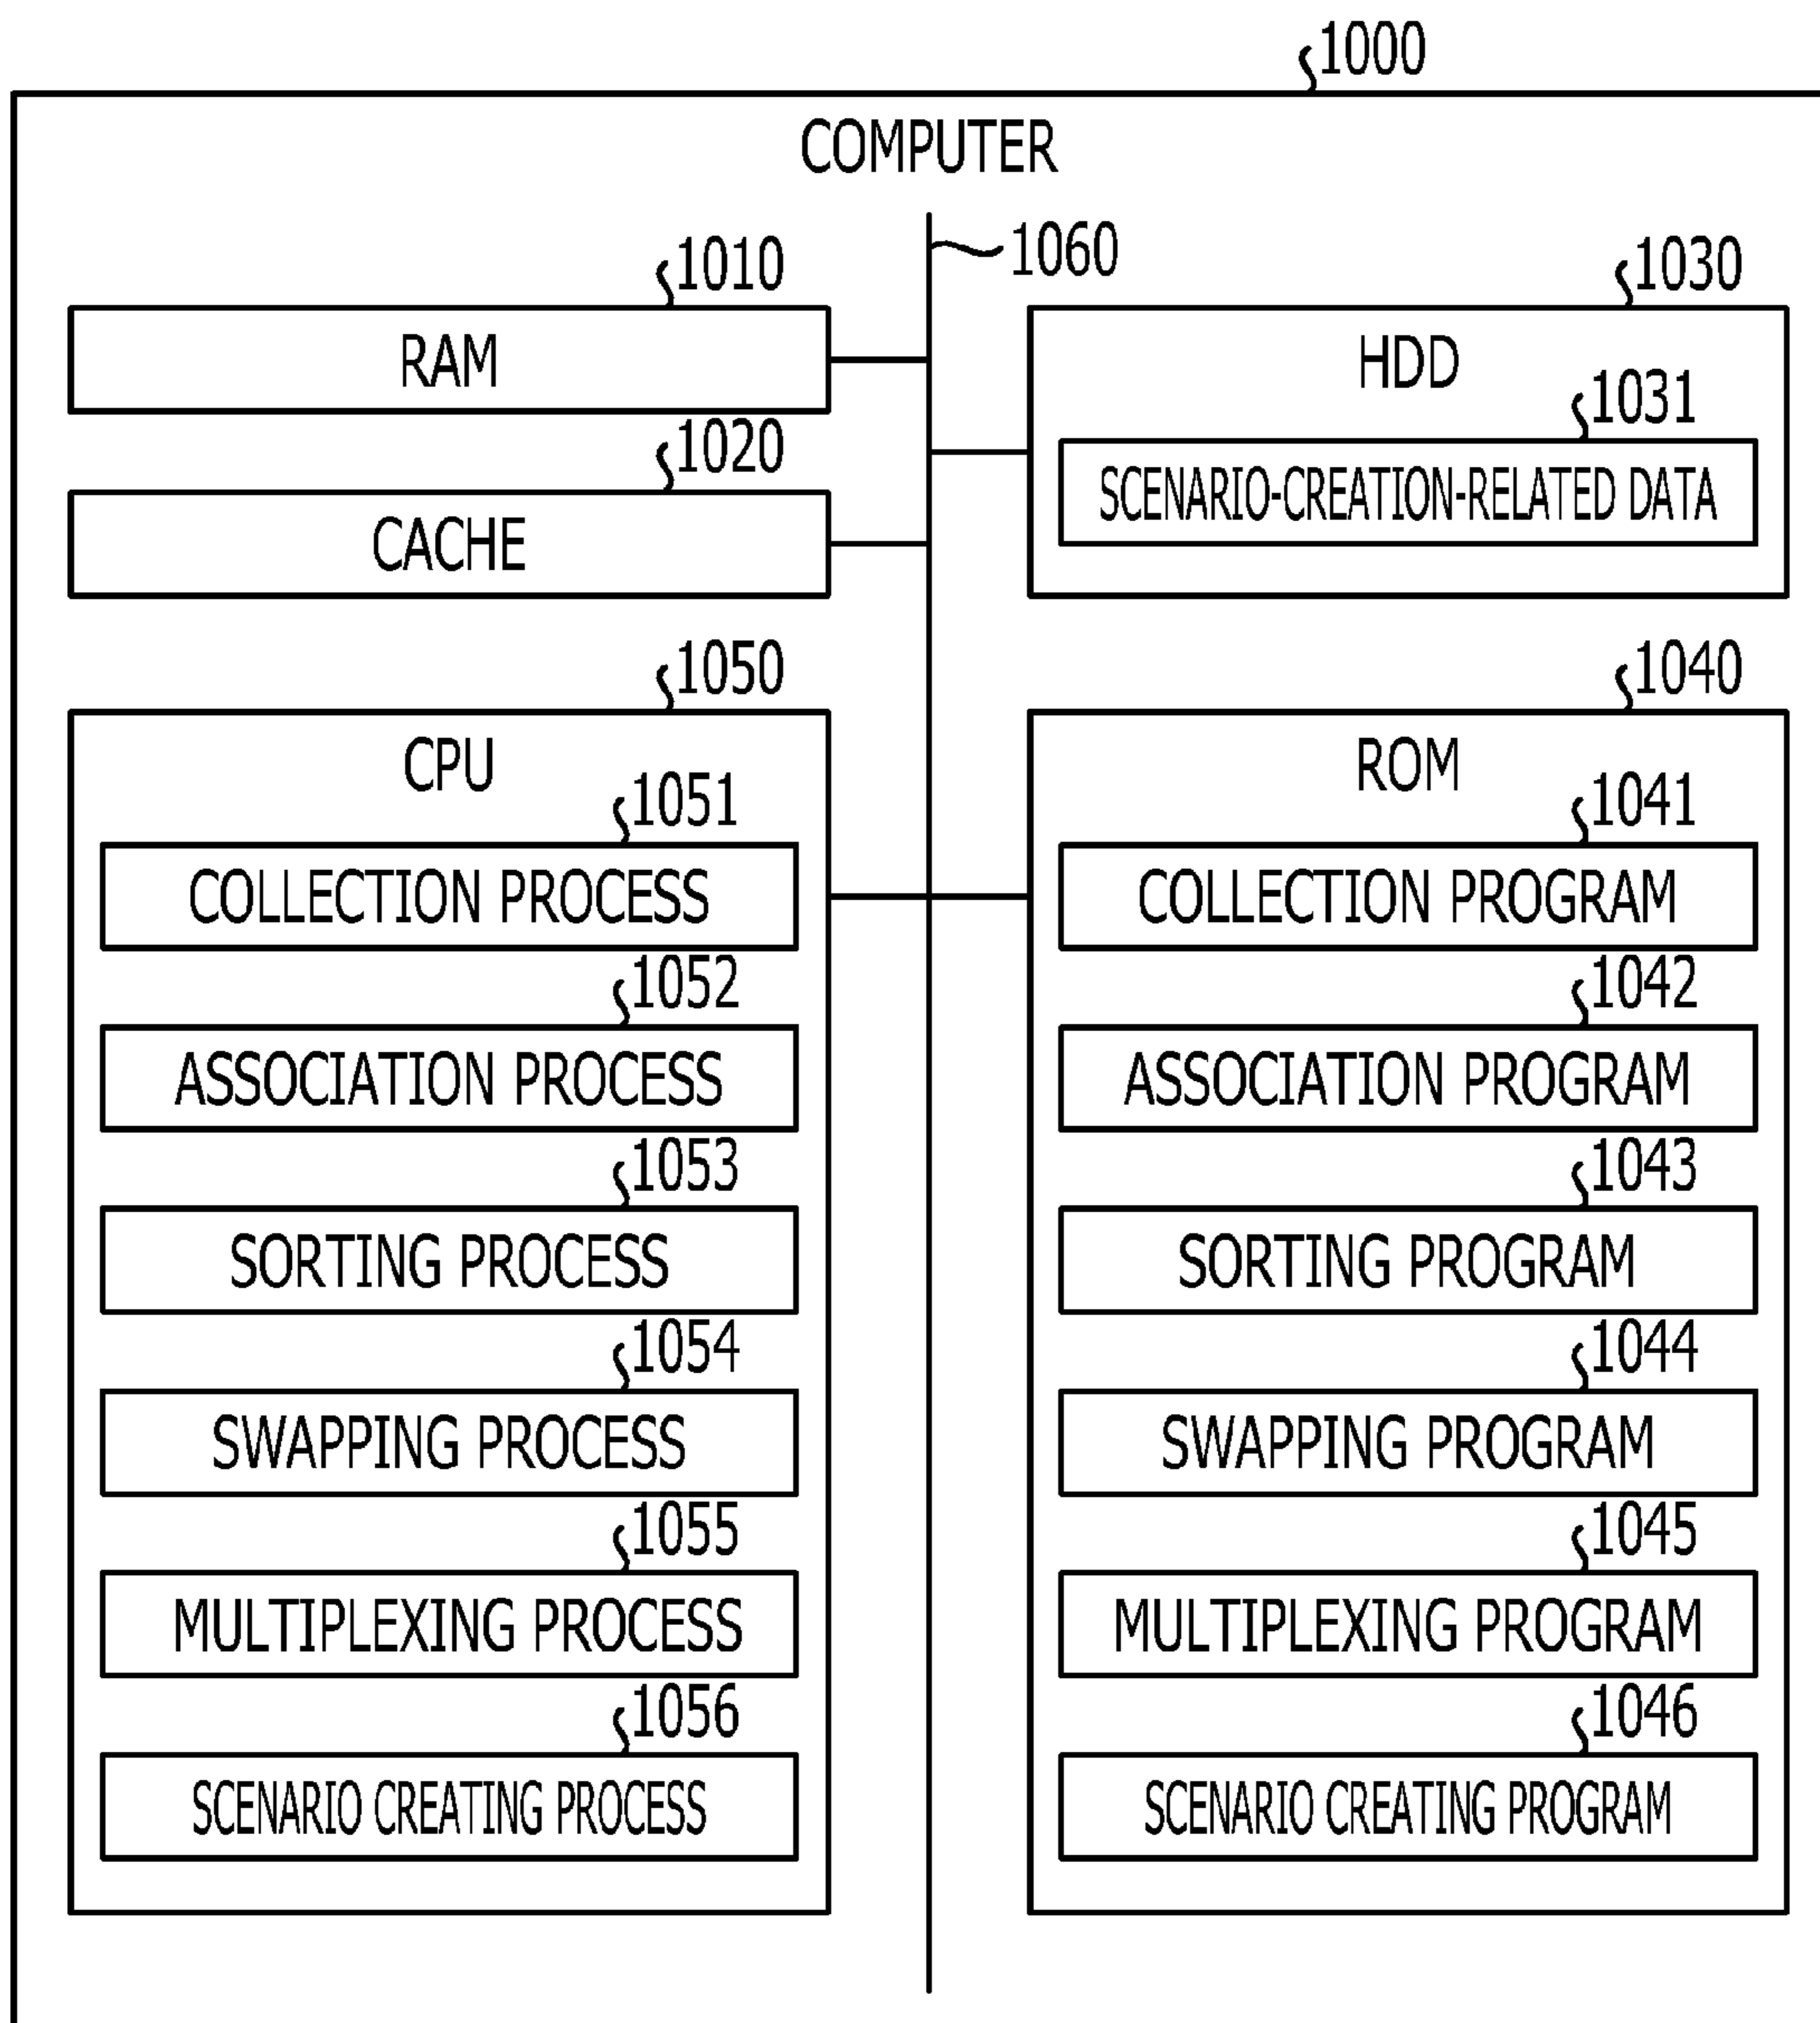 1000
COMPUTER
1060
1010
RAM
1020
CACHE
1030
HDD
1031
SCENARIO-CREATION-RELATED DATA
1050
CPU
1051
COLLECTION PROCESS
1052
ASSOCIATION PROCESS
1053
SORTING PROCESS
1054
SWAPPING PROCESS
1055
MULTIPLEXING PROCESS
1056
SCENARIO CREATING PROCESS
1040
ROM
1041
COLLECTION PROGRAM
1042
ASSOCIATION PROGRAM
1043
SORTING PROGRAM
1044
SWAPPING PROGRAM
1045
MULTIPLEXING PROGRAM
1046
SCENARIO CREATING PROGRAM